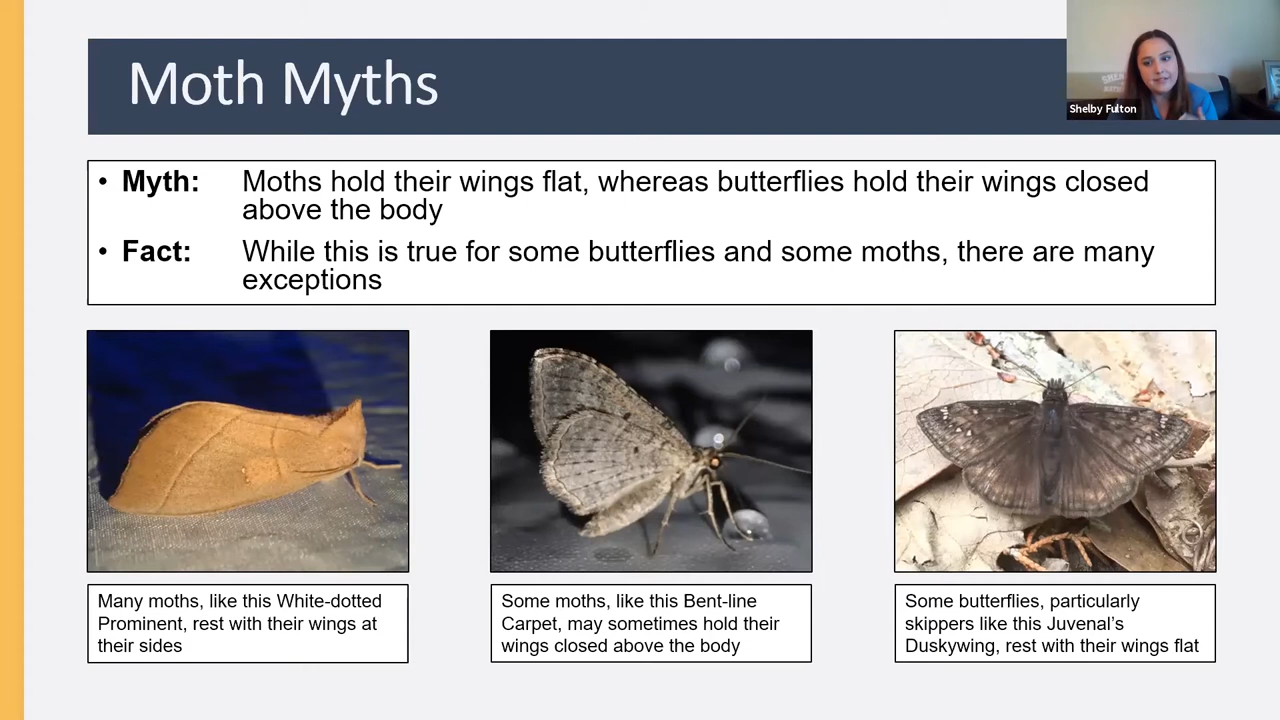 Moth Myths
Shelby Fulton
• Myth: Moths hold their wings flat, whereas butterflies hold their wings closed
above the body
• Fact: While this is true for some butterflies and some moths, there are many
exceptions
Many moths, like this White-dotted
Prominent, rest with their wings at
their sides
Some moths, like this Bent-line
Carpet, may sometimes hold their
wings closed above the body
Some butterflies, particularly
skippers like this Juvenal's
Duskywing, rest with their wings flat